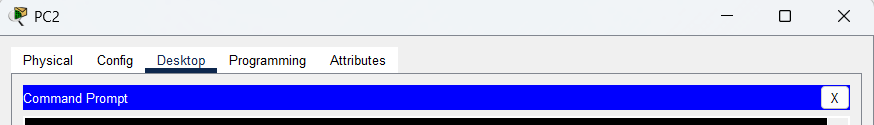 PC2
Physical Config Desktop Programming Attributes
Command Prompt X